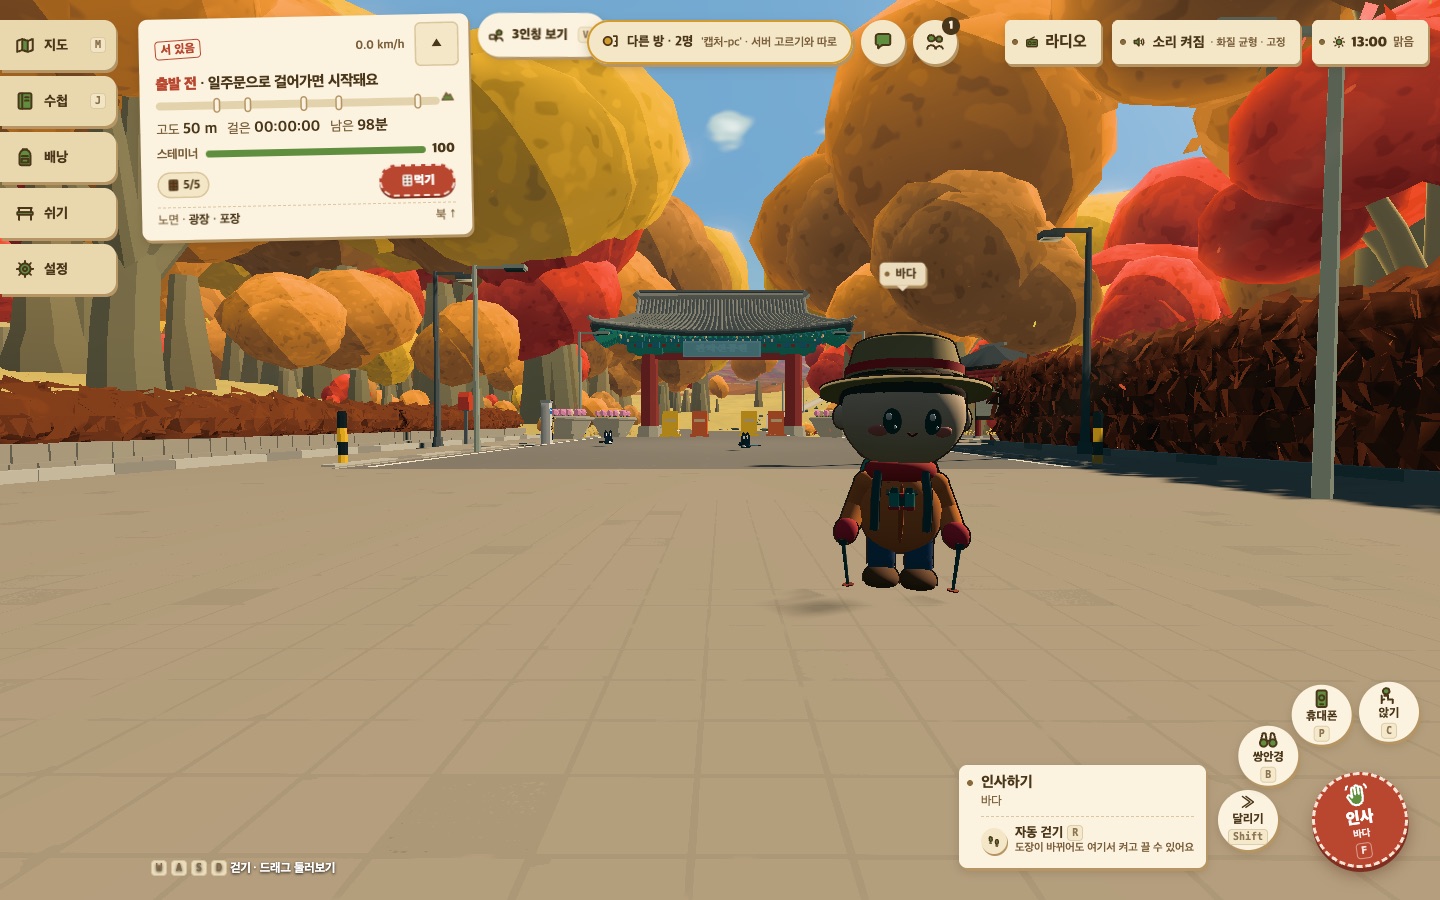 지도 M
수첩 J
배낭
쉬기
설정
서 있음
0.0 km/h
출발 전 · 일주문으로 걸어가면 시작돼요
고도 50 m 걸은 00:00:00 남은 98분
스테미너 100
5/5
먹기
노면 · 광장 · 포장
북 ↑
3인칭 보기
다른 방 · 2명 '캡처-pc' · 서버 고르기와 따로
1
라디오
소리 켜짐 · 화질 균형 · 고정
13:00 맑음
바다
휴대폰
P
앉기
C
쌍안경
B
달리기
Shift
인사
바다
F
인사하기
바다
자동 걷기 R
도장이 바뀌어도 여기서 켜고 끌 수 있어요
W A S D 걷기 · 드래그 둘러보기